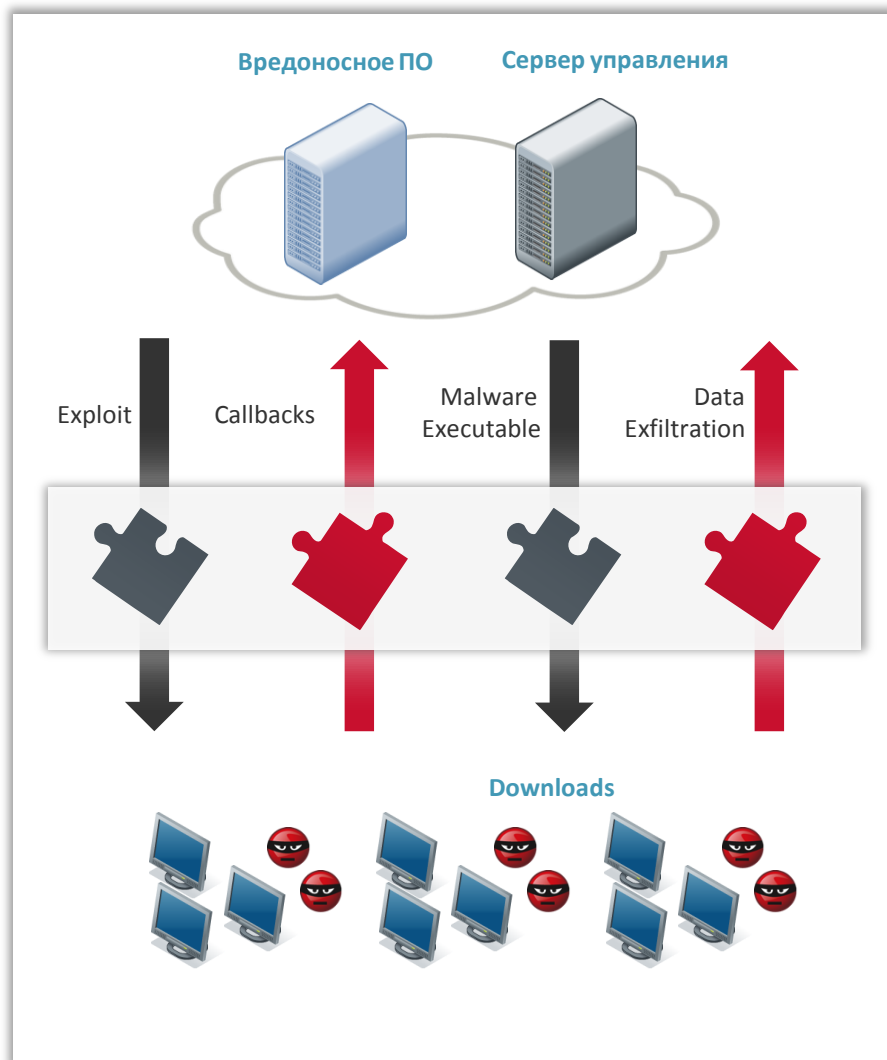 Вредоносное ПО
Сервер управления
Exploit
Callbacks
Malware
Executable
Data
Exfiltration
Downloads